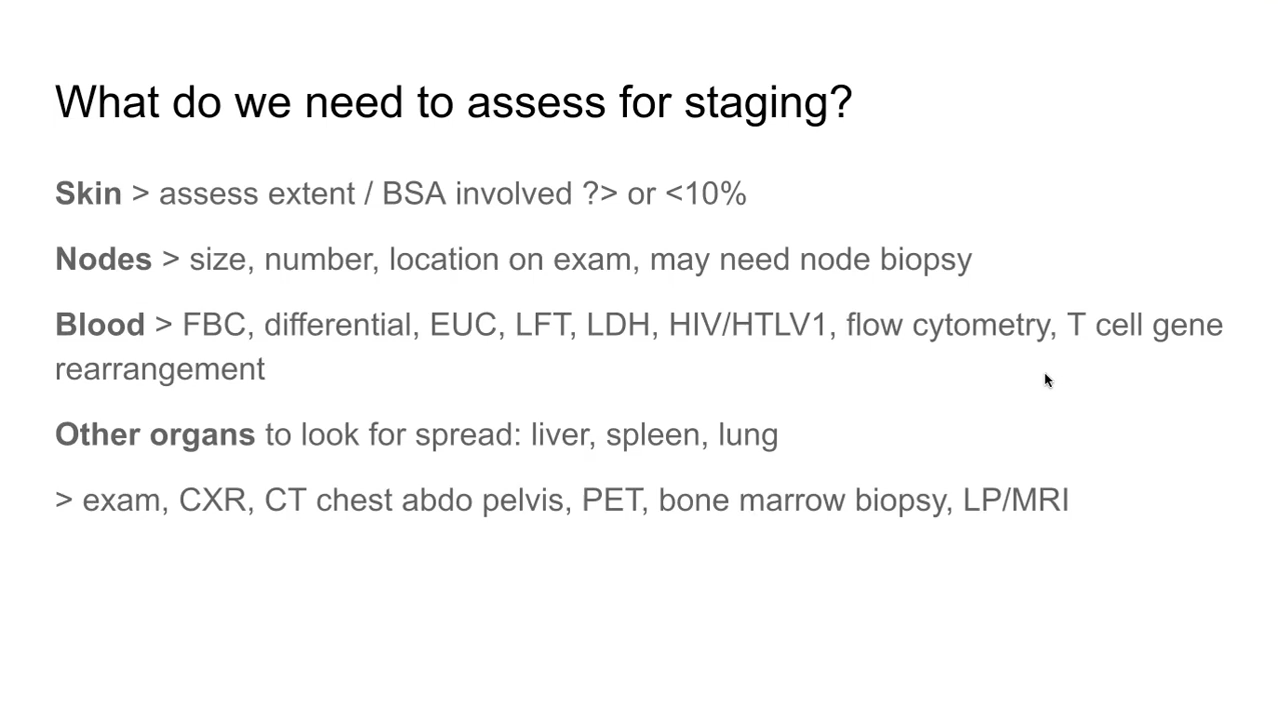 What do we need to assess for staging?
Skin > assess extent / BSA involved ?> or <10%
Nodes > size, number, location on exam, may need node biopsy
Blood > FBC, differential, EUC, LFT, LDH, HIV/HTLV1, flow cytometry, T cell gene
rearrangement
Other organs to look for spread: liver, spleen, lung
> exam, CXR, CT chest abdo pelvis, PET, bone marrow biopsy, LP/MRI